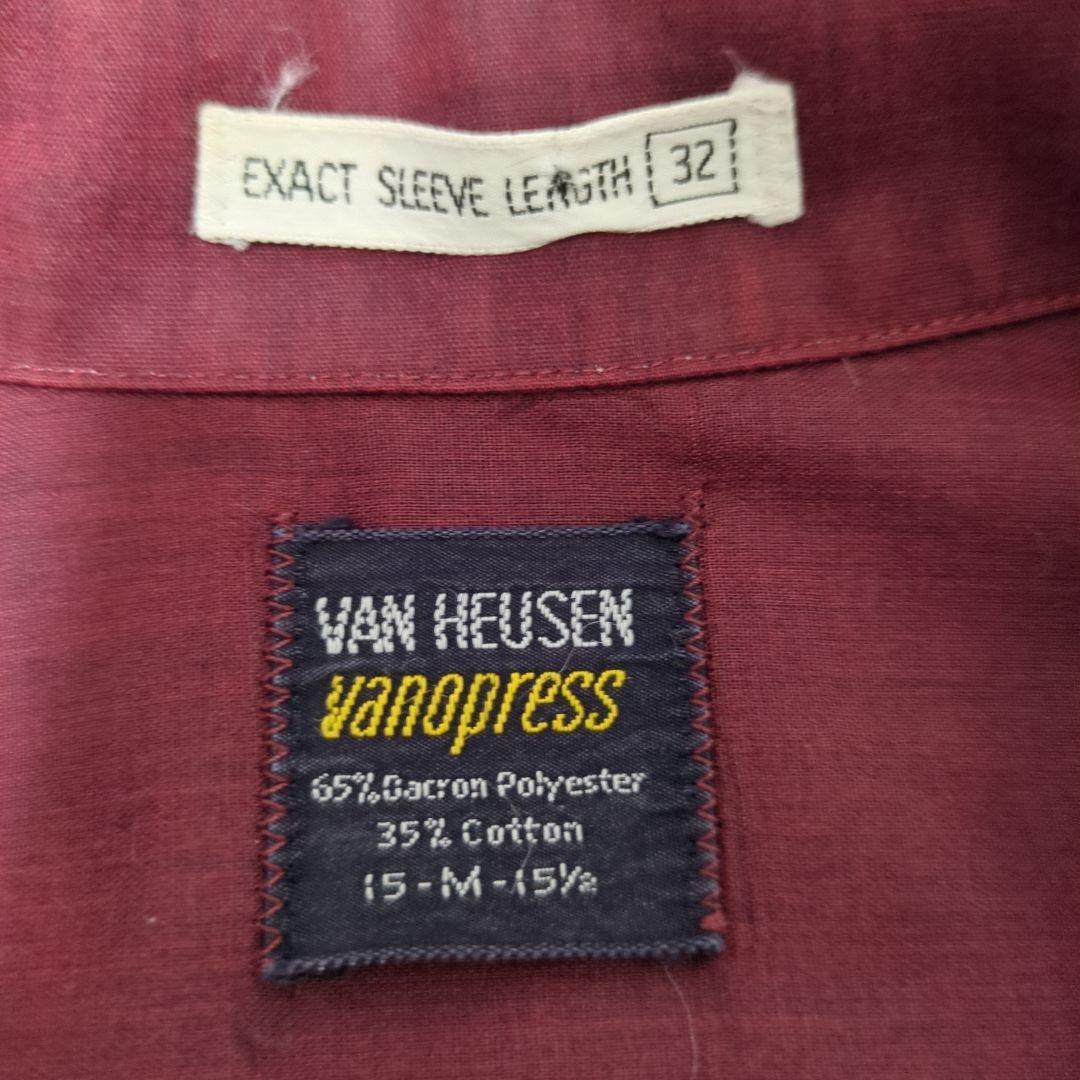 EXACT SLEEVE LENGTH 32
VAN HEUSEN
vanopress
65% Dacron Polyester
35% Cotton
15 - M - 15½